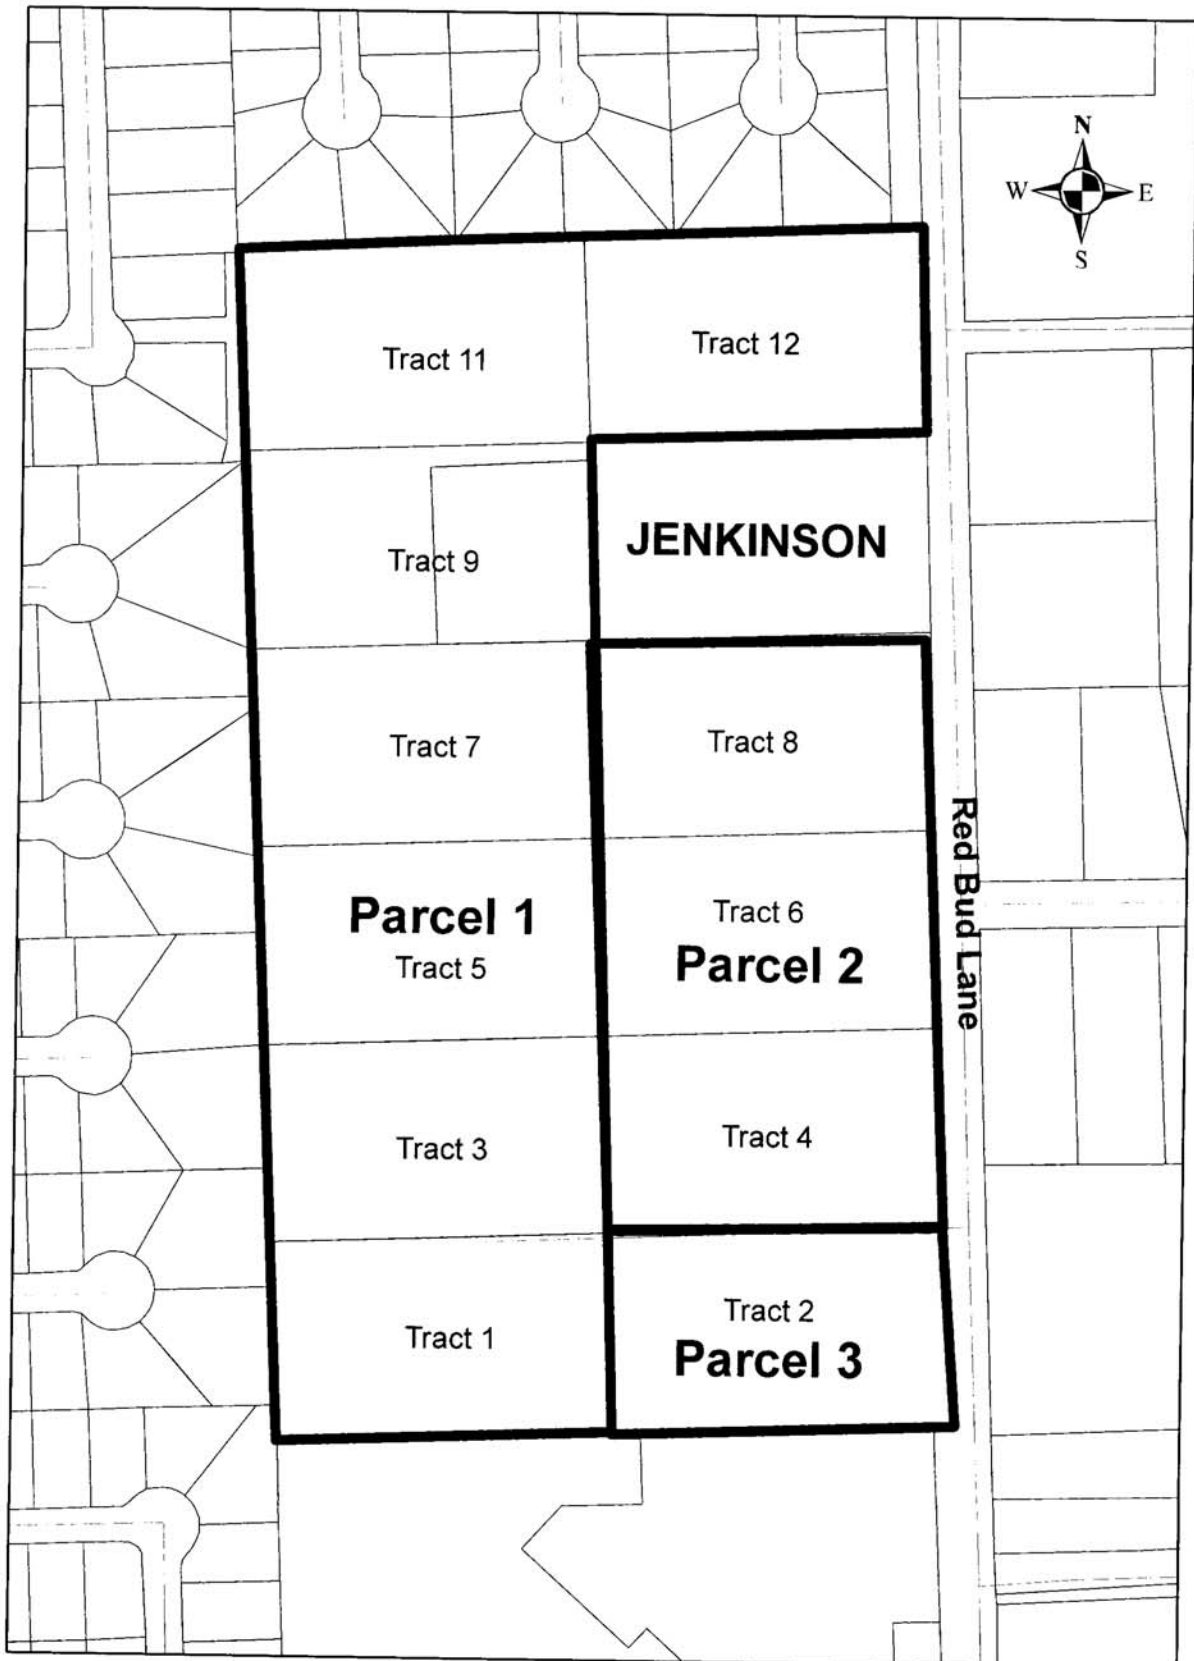 N
W E
S
Tract 11
Tract 12
JENKINSON
Tract 9
Tract 7
Tract 8
Parcel 1
Tract 5
Tract 6
Parcel 2
Red Bud Lane
Tract 3
Tract 4
Tract 1
Tract 2
Parcel 3